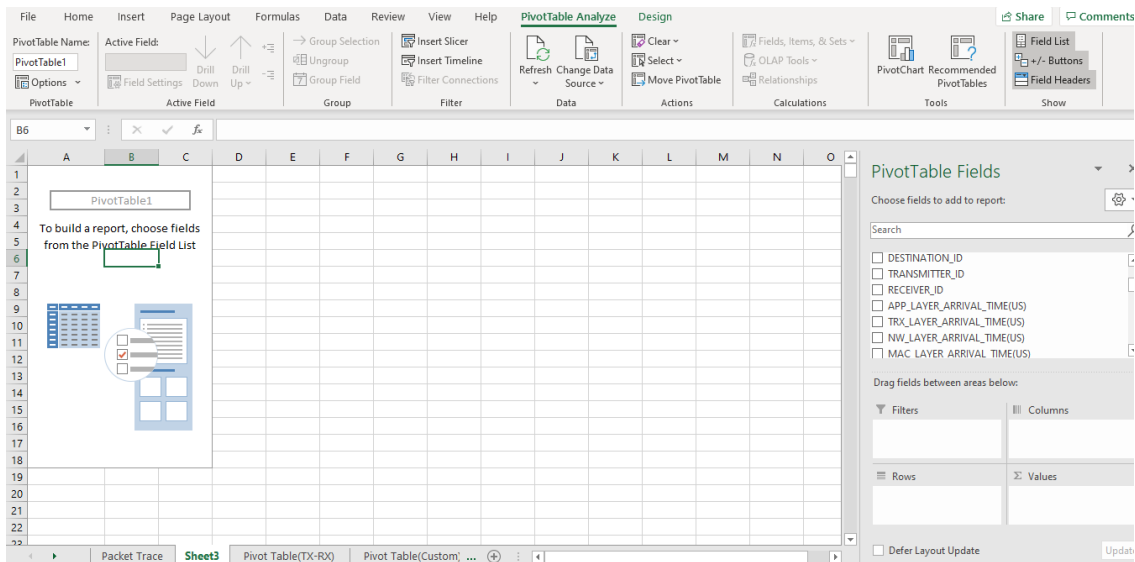 File Home Insert Page Layout Formulas Data Review View Help PivotTable Analyze Design Share Comments
PivotTable Name: Active Field: Group Selection Insert Slicer Clear Fields, Items, & Sets Field List
PivotTable1 Ungroup Insert Timeline Select OLAP Tools +/- Buttons
Options Field Settings Drill Down Drill Up Group Field Filter Connections Refresh Change Data Source Move PivotTable Relationships PivotChart Recommended PivotTables Field Headers
PivotTable Active Field Group Filter Data Actions Calculations Tools Show
B6 fx
A B C D E F G H I J K L M N O
1
2
3
4
5
6
7
8
9
10
11
12
13
14
15
16
17
18
19
20
21
22
23
PivotTable1
To build a report, choose fields
from the PivotTable Field List
PivotTable Fields
Choose fields to add to report:
Search
DESTINATION_ID
TRANSMITTER_ID
RECEIVER_ID
APP_LAYER_ARRIVAL_TIME(US)
TRX_LAYER_ARRIVAL_TIME(US)
NW_LAYER_ARRIVAL_TIME(US)
MAC_LAYER_ARRIVAL_TIME(US)
Drag fields between areas below:
Filters Columns
Rows Σ Values
Defer Layout Update Update
Packet Trace Sheet3 Pivot Table(TX-RX) Pivot Table(Custom) ...